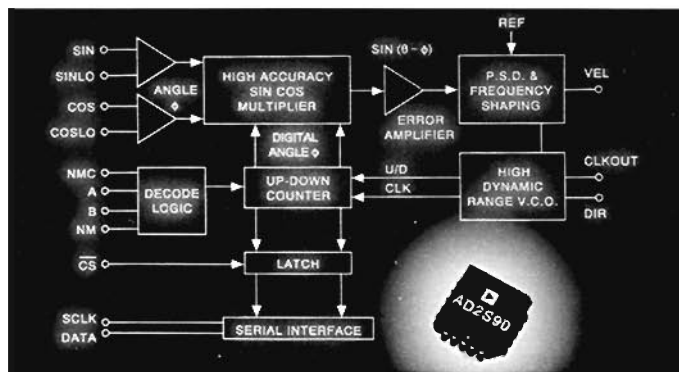 SIN
SINLO
COS
COSLO
ANGLE
ϕ
HIGH ACCURACY
SIN COS
MULTIPLIER
SIN (θ - ϕ)
ERROR
AMPLIFIER
REF
P.S.D. &
FREQUENCY
SHAPING
VEL
DIGITAL
ANGLE ϕ
NMC
A
B
NM
DECODE
LOGIC
UP-DOWN
COUNTER
U/D
CLK
HIGH
DYNAMIC
RANGE V.C.O.
CLKOUT
DIR
CS
LATCH
SCLK
DATA
SERIAL INTERFACE
AD2S90